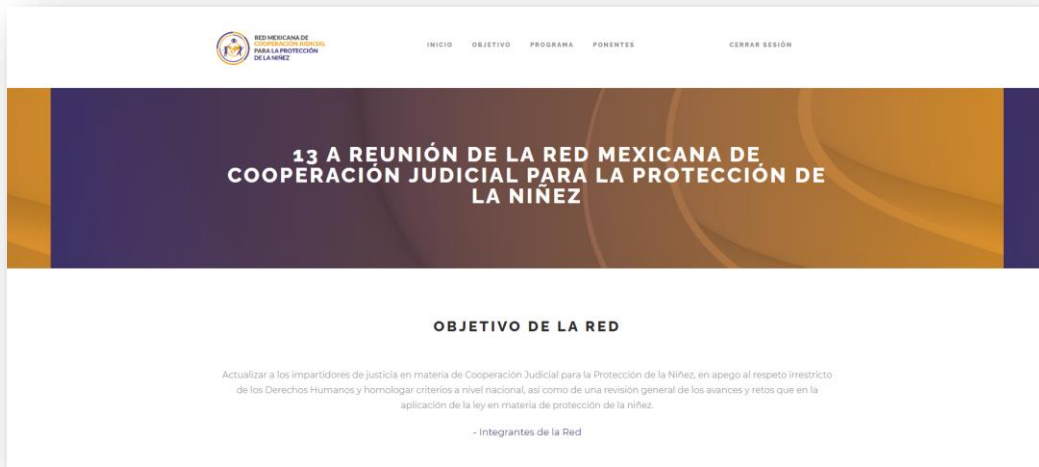 RED MEXICANA DE
COOPERACIÓN JUDICIAL
PARA LA PROTECCIÓN
DE LA NIÑEZ
INICIO OBJETIVO PROGRAMA PONENTES CERRAR SESIÓN
13 A REUNIÓN DE LA RED MEXICANA DE
COOPERACIÓN JUDICIAL PARA LA PROTECCIÓN DE
LA NIÑEZ
OBJETIVO DE LA RED
Actualizar a los impartidores de justicia en materia de Cooperación Judicial para la Protección de la Niñez, en apego al respeto irrestricto
de los Derechos Humanos y homologar criterios a nivel nacional, así como de una revisión general de los avances y retos que en la
aplicación de la ley en materia de protección de la niñez.
- Integrantes de la Red